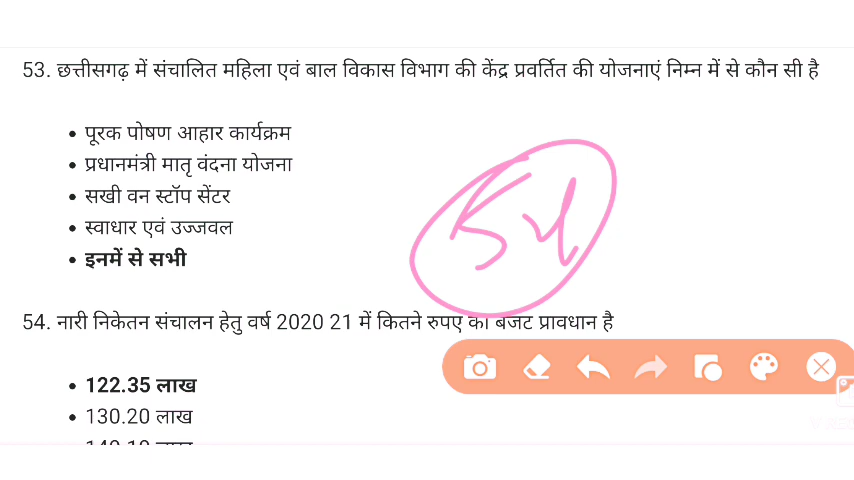 53. छत्तीसगढ़ में संचालित महिला एवं बाल विकास विभाग की केंद्र प्रवर्तित की योजनाएं निम्न में से कौन सी है
• पूरक पोषण आहार कार्यक्रम
• प्रधानमंत्री मातृ वंदना योजना
• सखी वन स्टॉप सेंटर
• स्वाधार एवं उज्जवल
• इनमें से सभी
54
54. नारी निकेतन संचालन हेतु वर्ष 2020 21 में कितने रुपए का बजट प्रावधान है
• 122.35 लाख
• 130.20 लाख